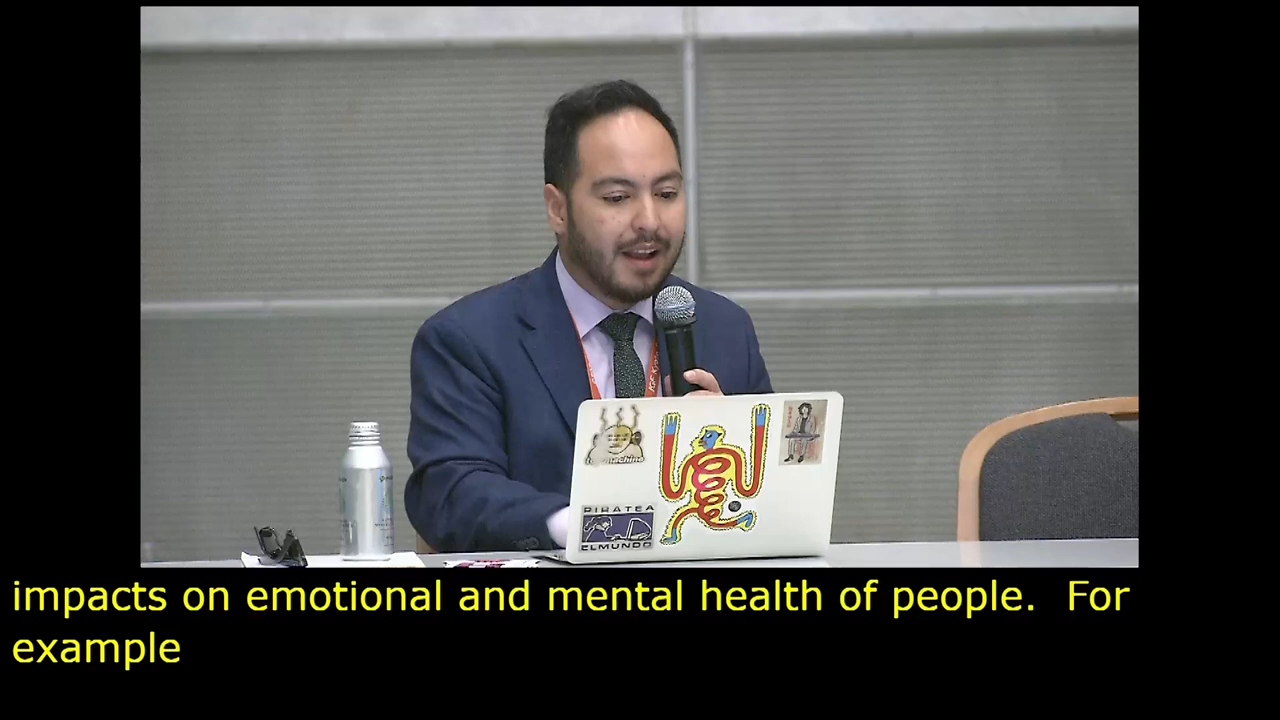 PIRATEA
ELMUNDO
impacts on emotional and mental health of people.  For
example